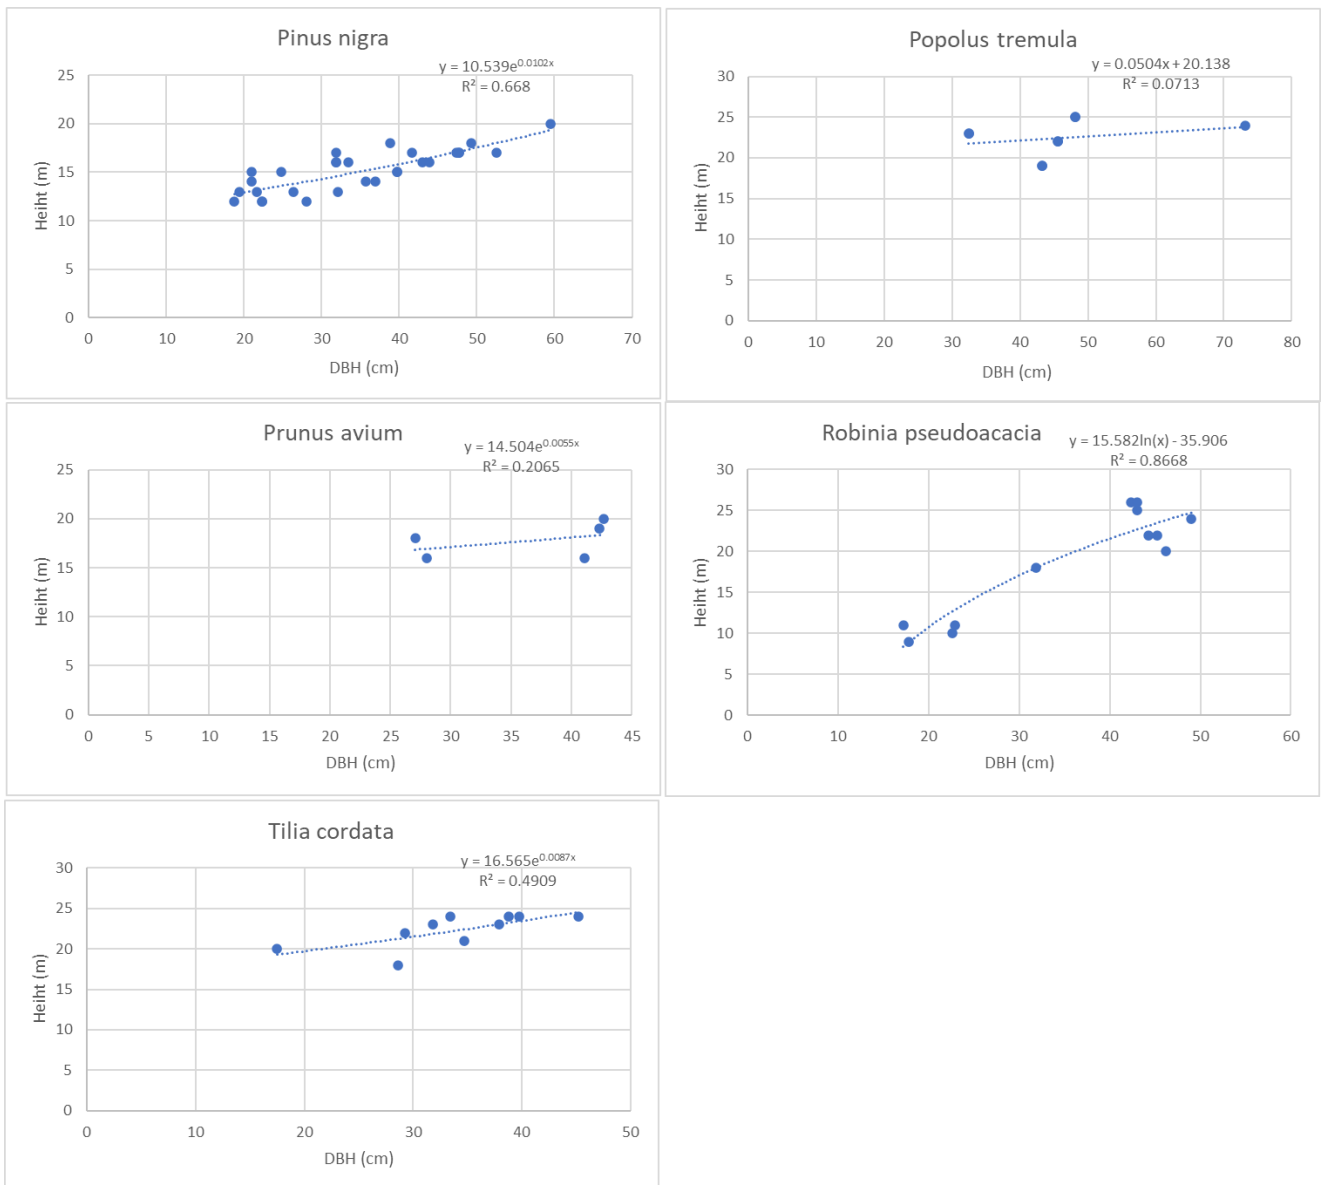 Pinus nigra
y = 10.539e^0.0102x
R² = 0.668
25
20
15
10
5
0
0 10 20 30 40 50 60 70
Heiht (m)
DBH (cm)
Popolus tremula
y = 0.0504x + 20.138
R² = 0.0713
30
25
20
15
10
5
0
0 10 20 30 40 50 60 70 80
Heiht (m)
DBH (cm)
Prunus avium
y = 14.504e^0.0055x
R² = 0.2065
25
20
15
10
5
0
0 5 10 15 20 25 30 35 40 45
Heiht (m)
DBH (cm)
Robinia pseudoacacia
y = 15.582ln(x) - 35.906
R² = 0.8668
30
25
20
15
10
5
0
0 10 20 30 40 50 60
Heiht (m)
DBH (cm)
Tilia cordata
y = 16.565e^0.0087x
R² = 0.4909
30
25
20
15
10
5
0
0 10 20 30 40 50
Heiht (m)
DBH (cm)